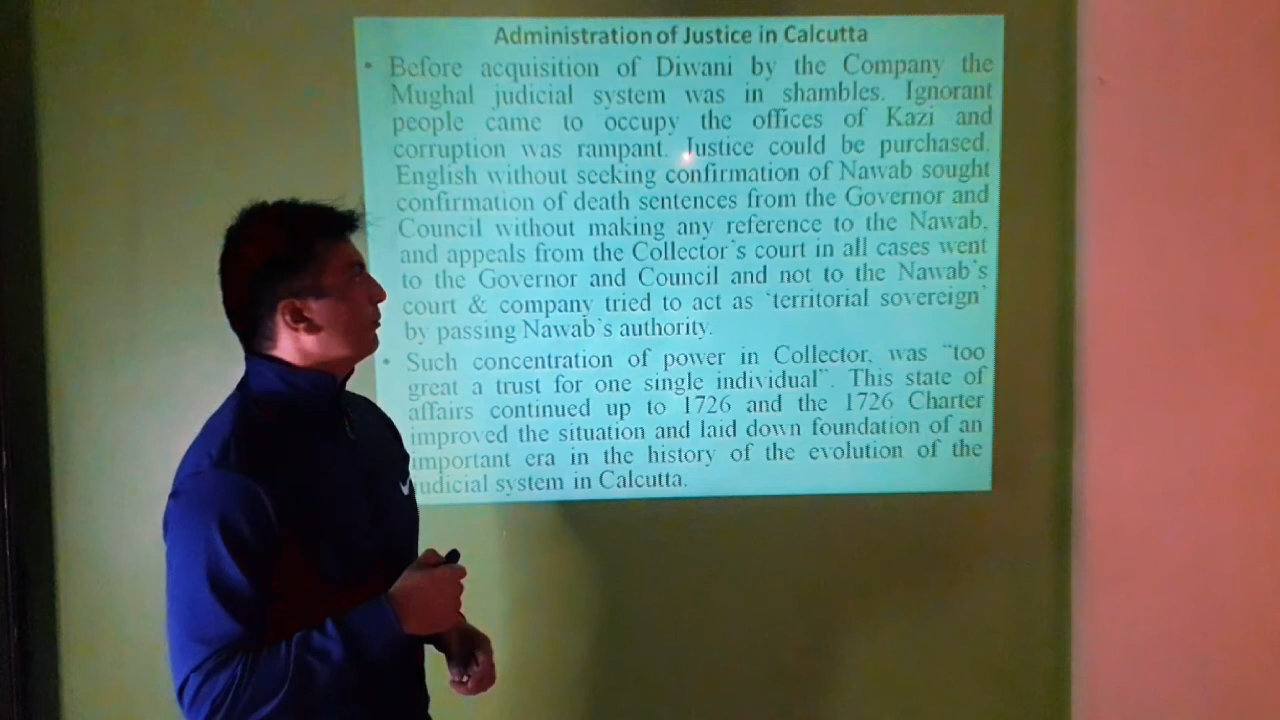 Administration of Justice in Calcutta
• Before acquisition of Diwani by the Company the
Mughal judicial system was in shambles. Ignorant
people came to occupy the offices of Kazi and
corruption was rampant. Justice could be purchased.
English without seeking confirmation of Nawab sought
confirmation of death sentences from the Governor and
Council without making any reference to the Nawab,
and appeals from the Collector's court in all cases went
to the Governor and Council and not to the Nawab's
court & company tried to act as 'territorial sovereign'
by passing Nawab's authority.
• Such concentration of power in Collector, was "too
great a trust for one single individual". This state of
affairs continued up to 1726 and the 1726 Charter
improved the situation and laid down foundation of an
important era in the history of the evolution of the
judicial system in Calcutta.